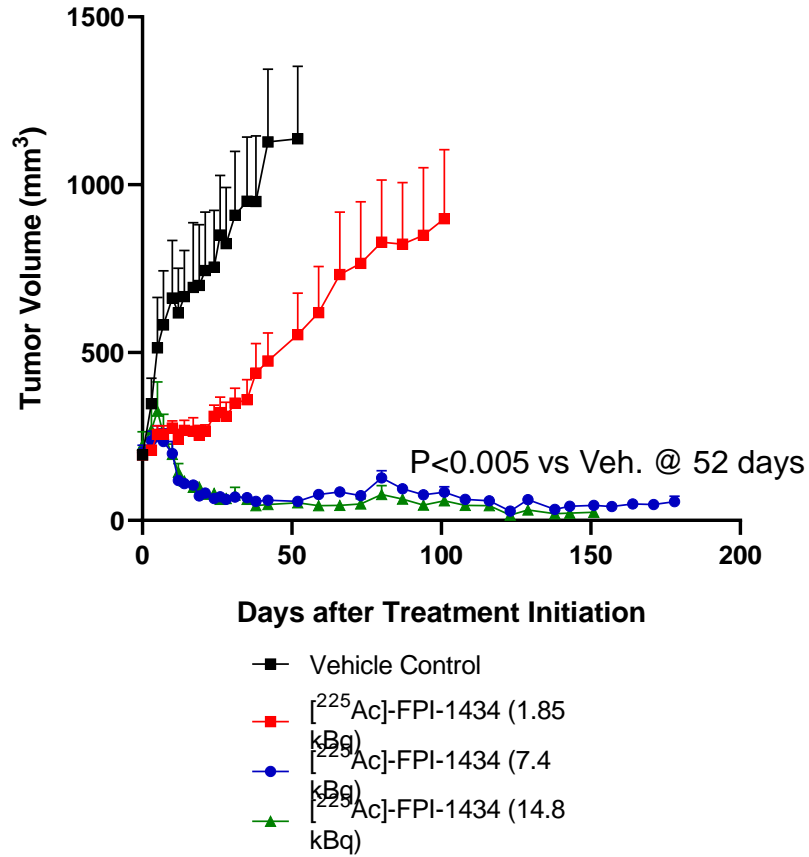 1500
1000
500
0
Tumor Volume (mm³)
P<0.005 vs Veh. @ 52 days
0 50 100 150 200
Days after Treatment Initiation
Vehicle Control
[²²⁵Ac]-FPI-1434 (1.85
kBq)
[²²⁵Ac]-FPI-1434 (7.4
kBq)
[²²⁵Ac]-FPI-1434 (14.8
kBq)